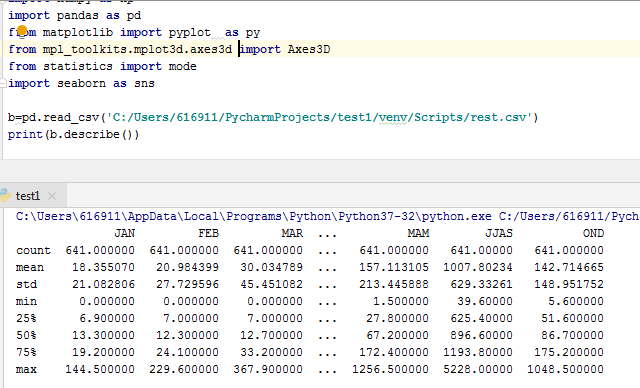 import pandas as pd
from matplotlib import pyplot as py
from mpl_toolkits.mplot3d.axes3d import Axes3D
from statistics import mode
import seaborn as sns
b=pd.read_csv('C:/Users/616911/PycharmProjects/test1/venv/Scripts/rest.csv')
print(b.describe())
test1
C:\Users\616911\AppData\Local\Programs\Python\Python37-32\python.exe C:/Users/616911/Pycha
JAN FEB MAR ... MAM JJAS OND
count 641.000000 641.000000 641.000000 ... 641.000000 641.00000 641.000000
mean 18.355070 20.984399 30.034789 ... 157.113105 1007.80234 142.714665
std 21.082806 27.729596 45.451082 ... 213.445888 629.33261 148.951752
min 0.000000 0.000000 0.000000 ... 1.500000 39.60000 5.600000
25% 6.900000 7.000000 7.000000 ... 27.800000 625.40000 51.600000
50% 13.300000 12.300000 12.700000 ... 67.200000 896.60000 86.700000
75% 19.200000 24.100000 33.200000 ... 172.400000 1193.80000 175.200000
max 144.500000 229.600000 367.900000 ... 1256.500000 5228.00000 1048.500000